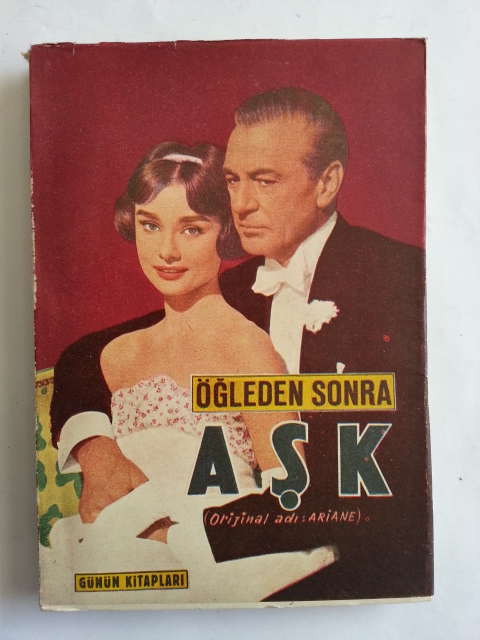 ÖĞLEDEN SONRA
AŞK
(Orijinal adı: ARIANE).
GÜNÜN KİTAPLARI